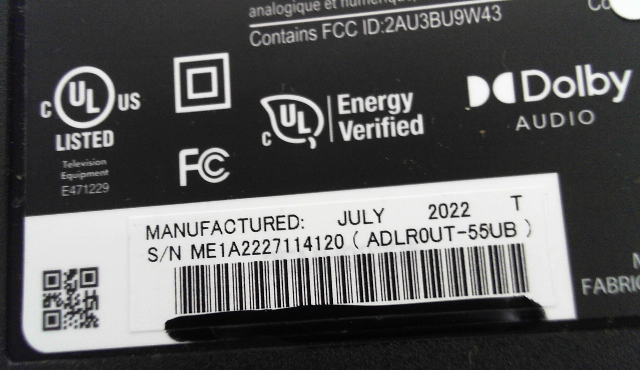 analogique et numérique
Contains FCC ID:2AU3BU9W43
Co
C UL US
LISTED
Television
Equipment
E471229
FC
C UL
Energy
Verified
Dolby
AUDIO
MANUFACTURED: JULY 2022 T
S/N ME1A2227114120 ( ADLR0UT-55UB )
FABRIC